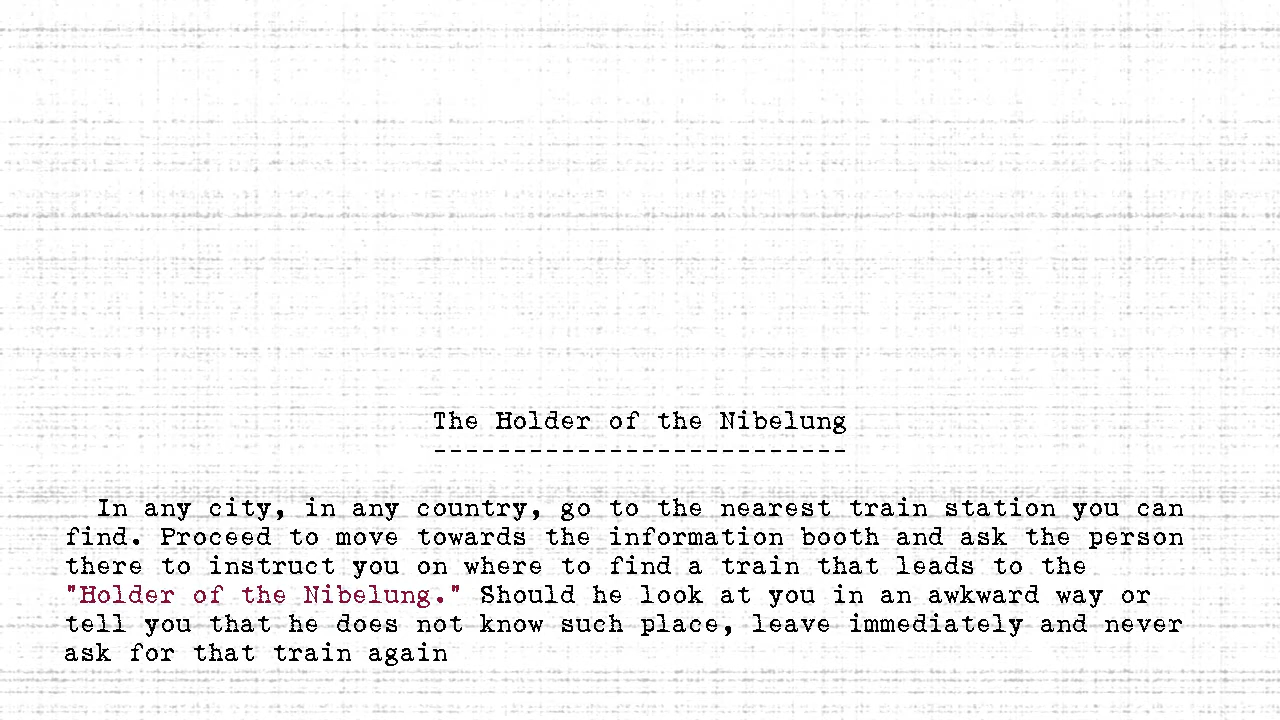 The Holder of the Nibelung
--------------------------
In any city, in any country, go to the nearest train station you can
find. Proceed to move towards the information booth and ask the person
there to instruct you on where to find a train that leads to the
"Holder of the Nibelung." Should he look at you in an awkward way or
tell you that he does not know such place, leave immediately and never
ask for that train again